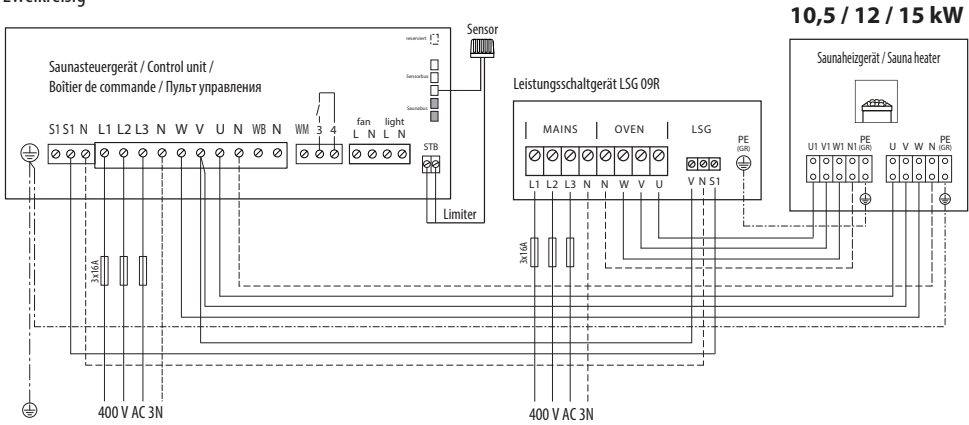 zweikreisig
10,5 / 12 / 15 kW
reserviert
Sensor
Saunasteuergerät / Control unit /
Boîtier de commande / Пульт управления
Sensorbus
Saunabus
Leistungsschaltgerät LSG 09R
Saunaheizgerät / Sauna heater
S1 S1 N L1 L2 L3 N W V U N WB N WM 3 4
fan light
L N L N
STB
Limiter
MAINS OVEN LSG
PE
(GR)
L1 L2 L3 N N W V U
V N S1
U1 V1 W1 N1 PE
(GR)
U V W N PE
(GR)
3x16A
3x16A
400 V AC 3N
400 V AC 3N